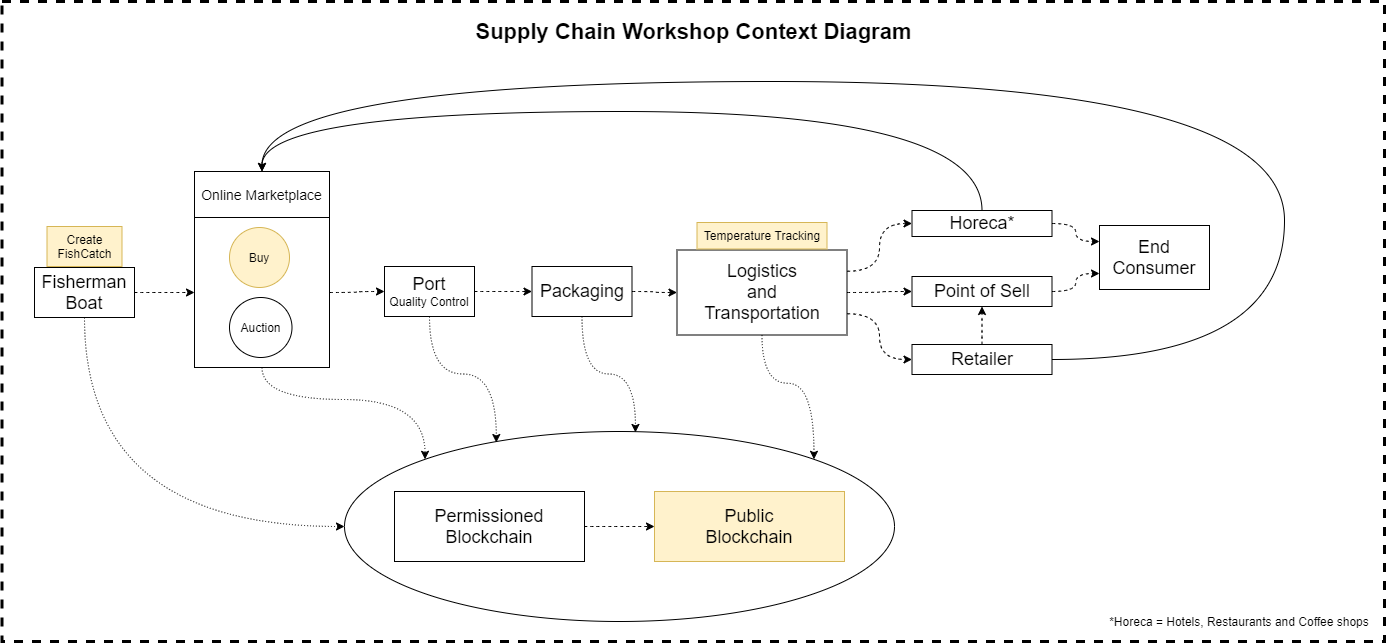 Supply Chain Workshop Context Diagram
Create
FishCatch
Fisherman
Boat
Online Marketplace
Buy
Auction
Port
Quality Control
Packaging
Temperature Tracking
Logistics
and
Transportation
Horeca*
Point of Sell
Retailer
End
Consumer
Permissioned
Blockchain
Public
Blockchain
*Horeca = Hotels, Restaurants and Coffee shops